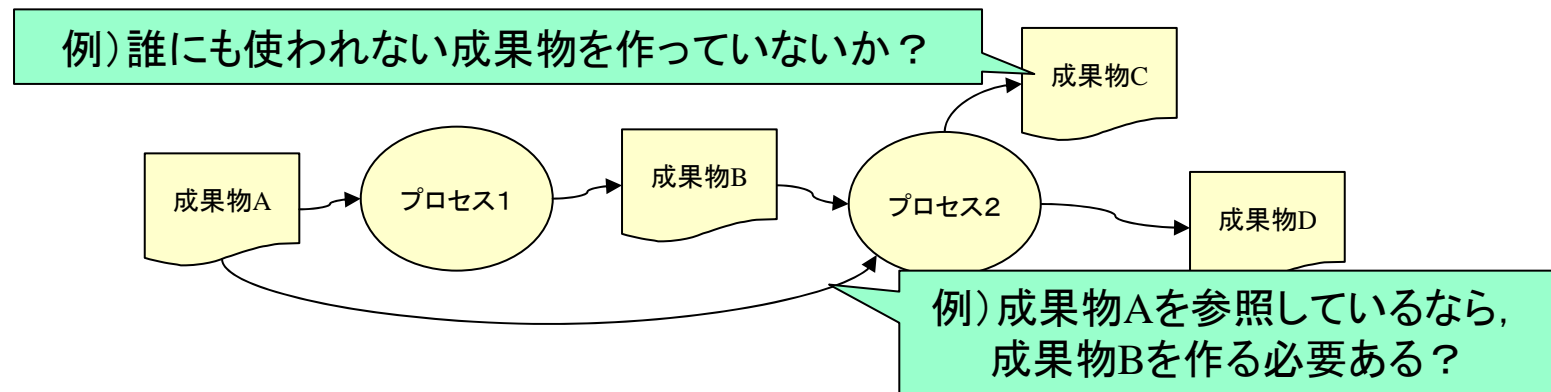 例）誰にも使われない成果物を作っていないか？
成果物C
成果物A
プロセス１
成果物B
プロセス２
成果物D
例）成果物Aを参照しているなら，
成果物Bを作る必要ある？